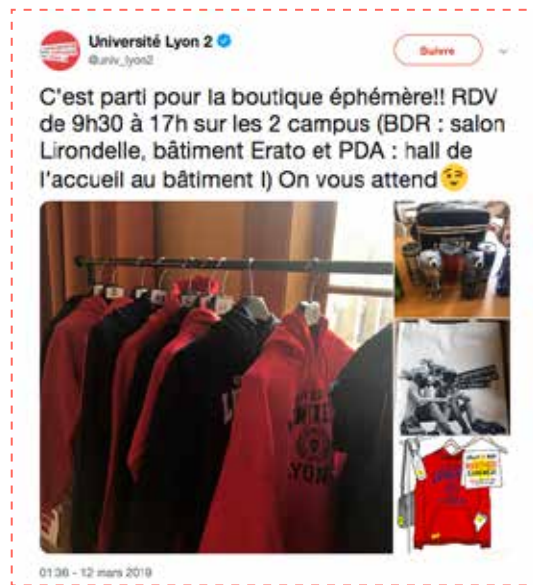 Université Lyon 2
@univ_lyon2
Suivre
C'est parti pour la boutique éphémère!! RDV
de 9h30 à 17h sur les 2 campus (BDR : salon
Lirondelle, bâtiment Erato et PDA : hall de
l'accueil au bâtiment I) On vous attend😉
LYON
01:36 - 12 mars 2019